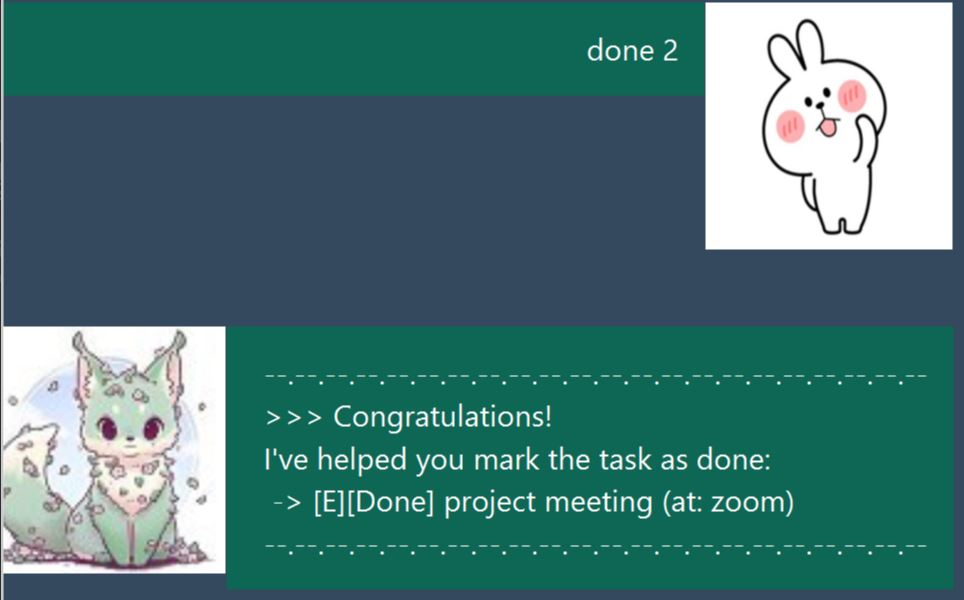 done 2
--.--.--.--.--.--.--.--.--.--.--.--.--.--.--.--.--.--.--.--.--.--
>>> Congratulations!
I've helped you mark the task as done:
-> [E][Done] project meeting (at: zoom)
--.--.--.--.--.--.--.--.--.--.--.--.--.--.--.--.--.--.--.--.--.--